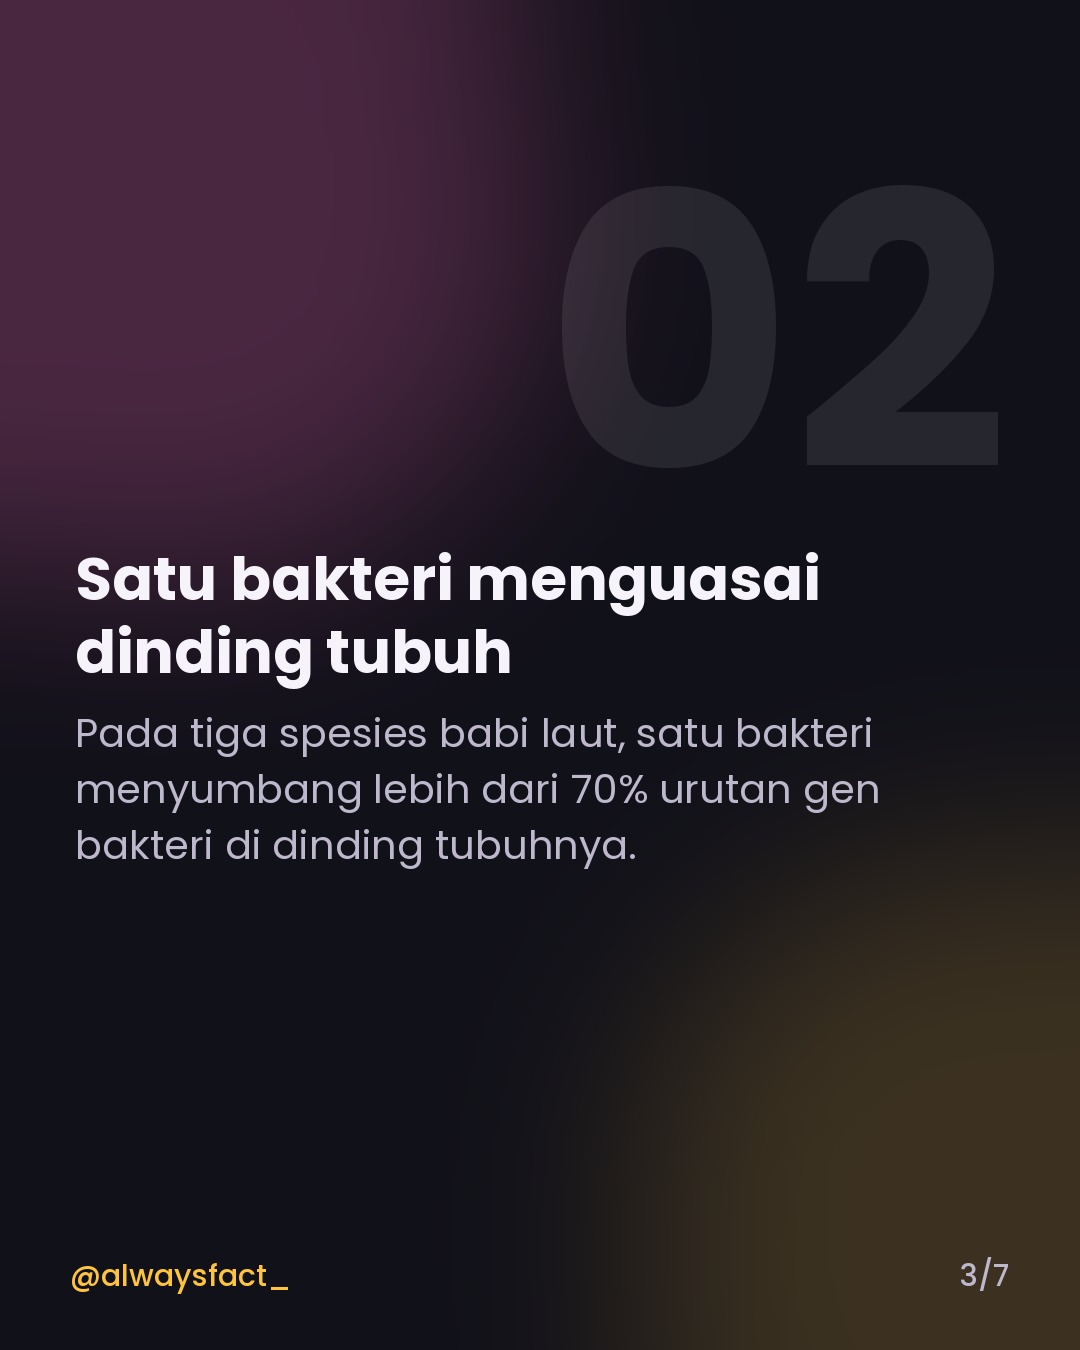 02
Satu bakteri menguasai
dinding tubuh
Pada tiga spesies babi laut, satu bakteri
menyumbang lebih dari 70% urutan gen
bakteri di dinding tubuhnya.
@alwaysfact_
3/7